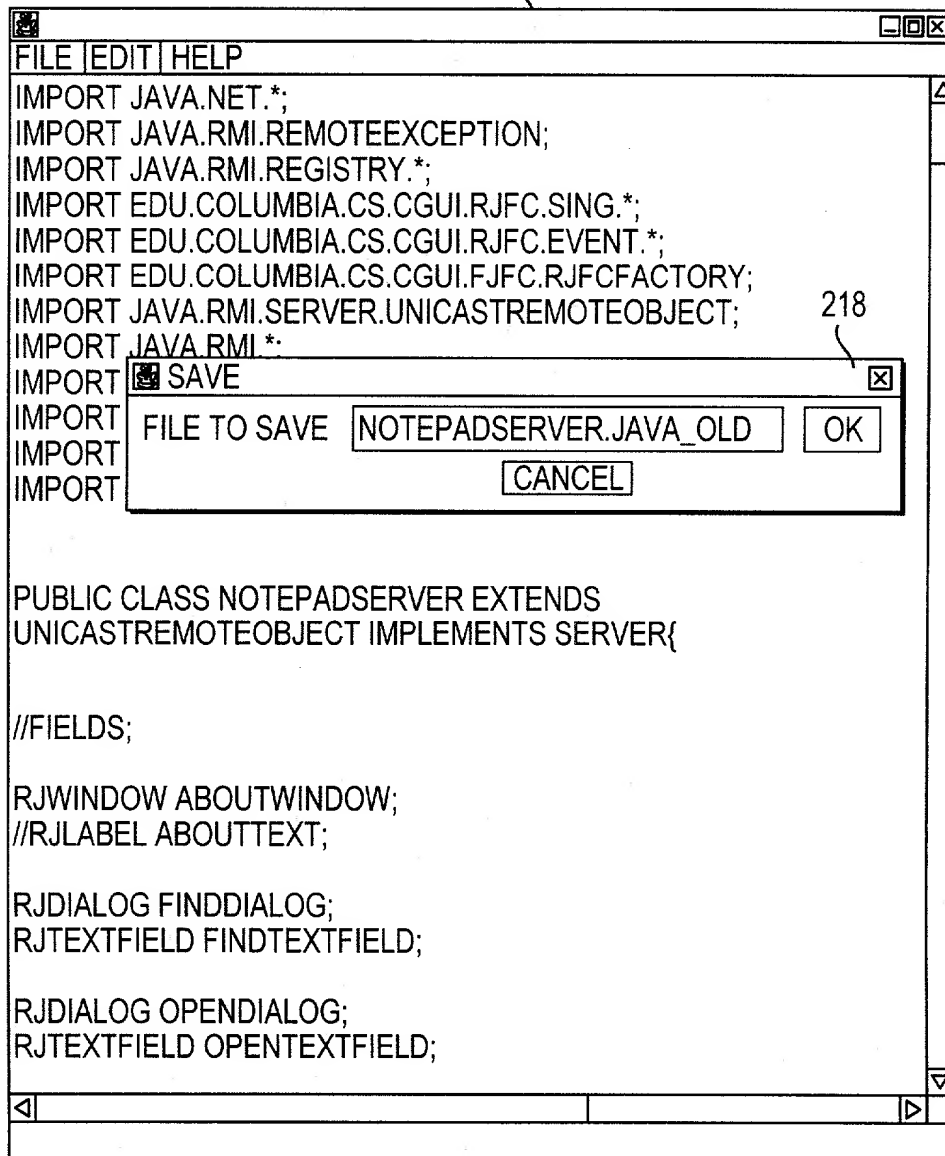 FILE EDIT HELP
IMPORT JAVA.NET.*;
IMPORT JAVA.RMI.REMOTEEXCEPTION;
IMPORT JAVA.RMI.REGISTRY.*;
IMPORT EDU.COLUMBIA.CS.CGUI.RJFC.SING.*;
IMPORT EDU.COLUMBIA.CS.CGUI.RJFC.EVENT.*;
IMPORT EDU.COLUMBIA.CS.CGUI.FJFC.RJFCFACTORY;
IMPORT JAVA.RMI.SERVER.UNICASTREMOTEOBJECT;
218
IMPORT JAVA.RMI.*;
IMPORT
SAVE
IMPORT
FILE TO SAVE NOTEPADSERVER.JAVA_OLD OK
IMPORT
CANCEL
IMPORT
PUBLIC CLASS NOTEPADSERVER EXTENDS
UNICASTREMOTEOBJECT IMPLEMENTS SERVER{
//FIELDS;
RJWINDOW ABOUTWINDOW;
//RJLABEL ABOUTTEXT;
RJDIALOG FINDDIALOG;
RJTEXTFIELD FINDTEXTFIELD;
RJDIALOG OPENDIALOG;
RJTEXTFIELD OPENTEXTFIELD;